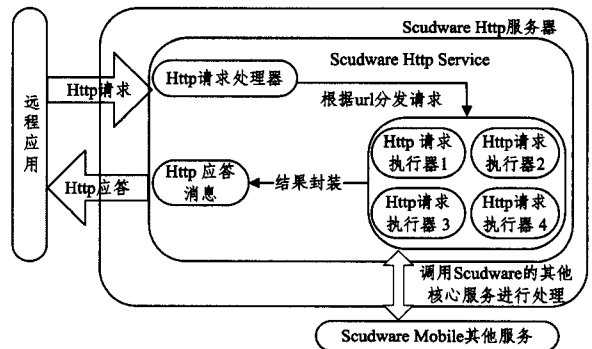 Scudware Http服务器
Scudware Http Service
远程应用
Http请求
Http请求处理器
根据url分发请求
Http 请求
执行器1
Http请求
执行器2
Http请求
执行器 3
Http请求
执行器 4
结果封装
Http 应答
消息
Http应答
调用Scudware的其他
核心服务进行处理
Scudware Mobile其他服务